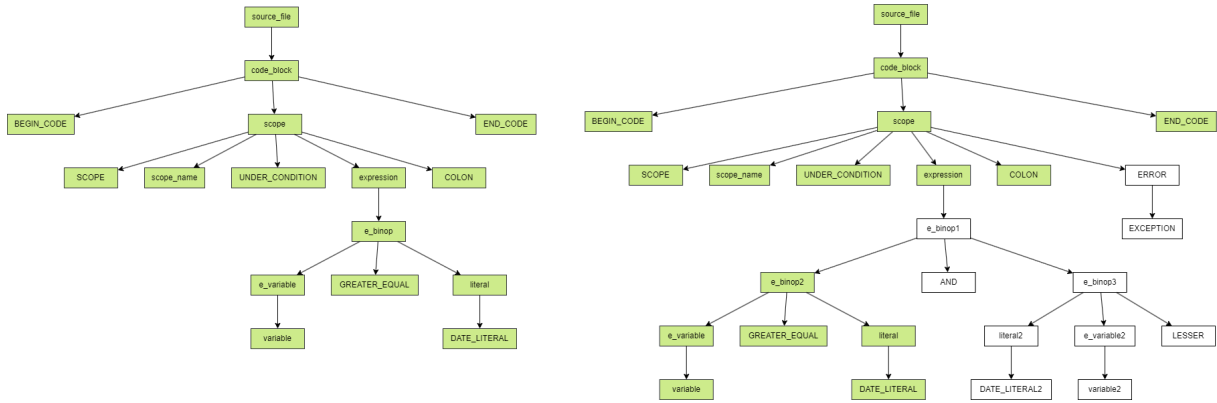 source_file
code_block
BEGIN_CODE
scope
END_CODE
SCOPE
scope_name
UNDER_CONDITION
expression
COLON
e_binop
e_variable
GREATER_EQUAL
literal
variable
DATE_LITERAL
source_file
code_block
BEGIN_CODE
scope
END_CODE
SCOPE
scope_name
UNDER_CONDITION
expression
COLON
ERROR
e_binop1
EXCEPTION
e_binop2
AND
e_binop3
e_variable
GREATER_EQUAL
literal
literal2
e_variable2
LESSER
variable
DATE_LITERAL
DATE_LITERAL2
variable2